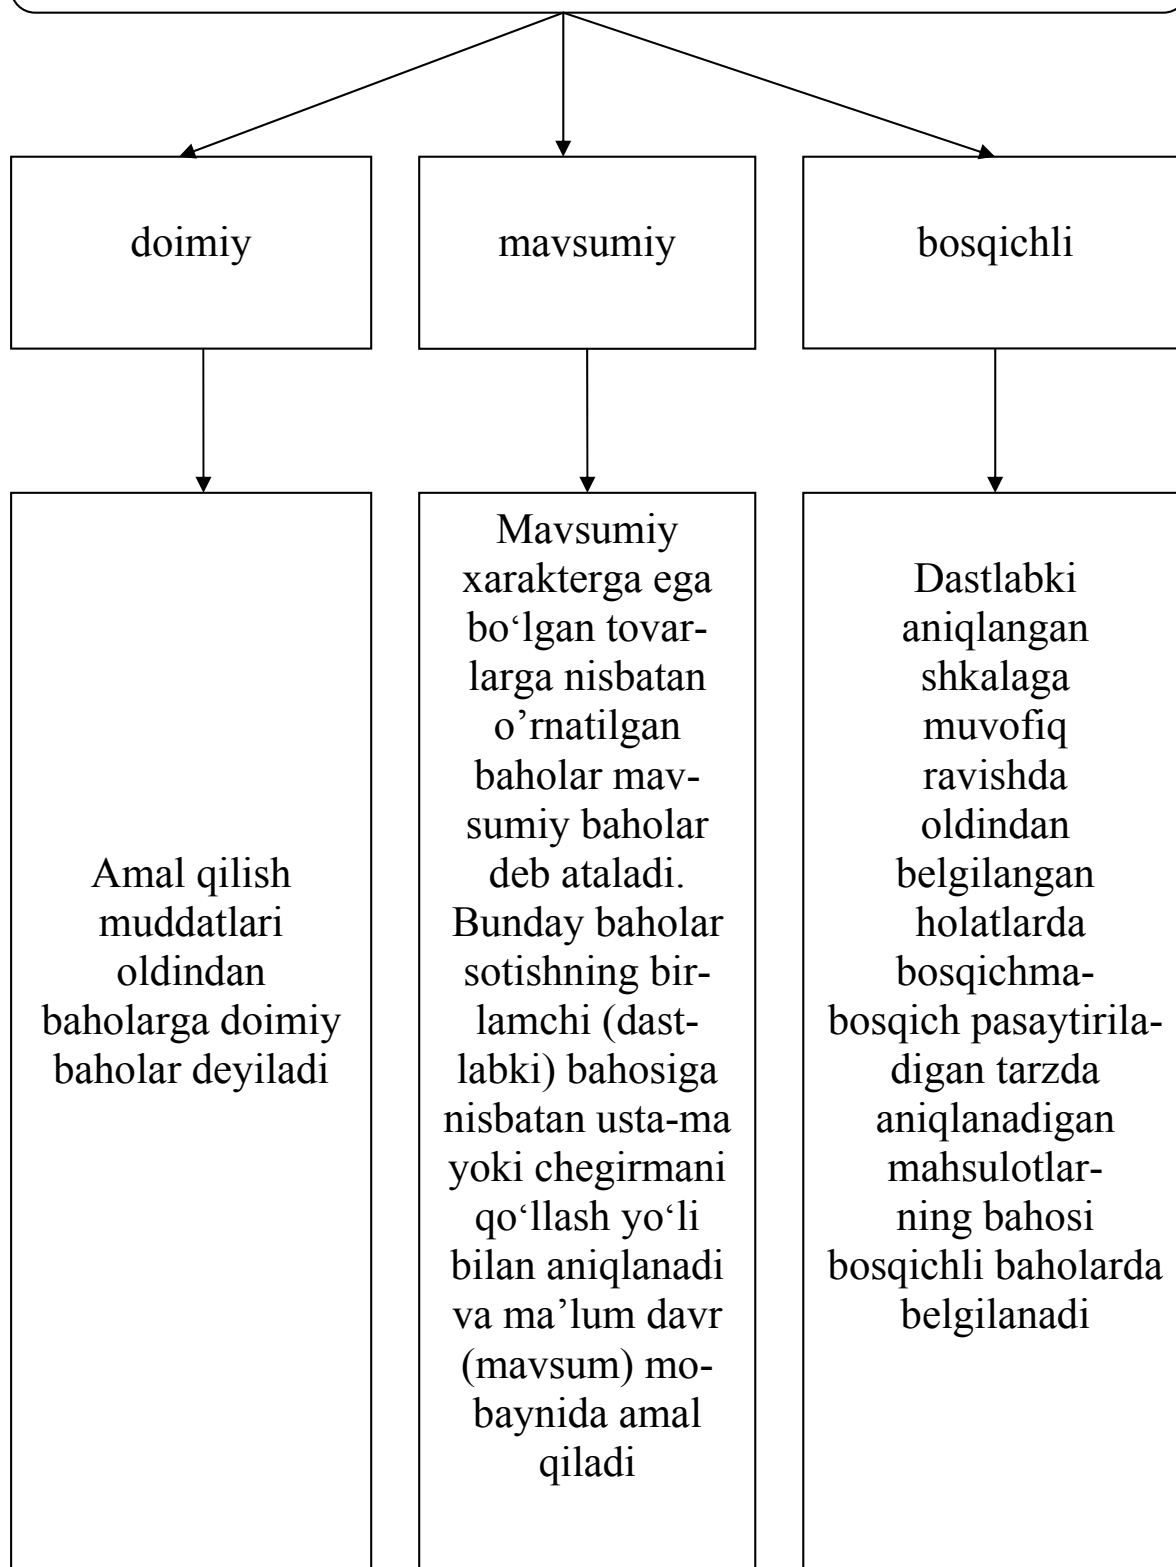 doimiy
mavsumiy
bosqichli
Amal qilish
muddatlari
oldindan
baholarga doimiy
baholar deyiladi
Mavsumiy
xarakterga ega
bo‘lgan tovar-
larga nisbatan
o’rnatilgan
baholar mav-
sumiy baholar
deb ataladi.
Bunday baholar
sotishning bir-
lamchi (dast-
labki) bahosiga
nisbatan usta-ma
yoki chegirmani
qo‘llash yo‘li
bilan aniqlanadi
va ma’lum davr
(mavsum) mo-
baynida amal
qiladi
Dastlabki
aniqlangan
shkalaga
muvofiq
ravishda
oldindan
belgilangan
holatlarda
bosqichma-
bosqich pasaytirila-
digan tarzda
aniqlanadigan
mahsulotlar-
ning bahosi
bosqichli baholarda
belgilanadi